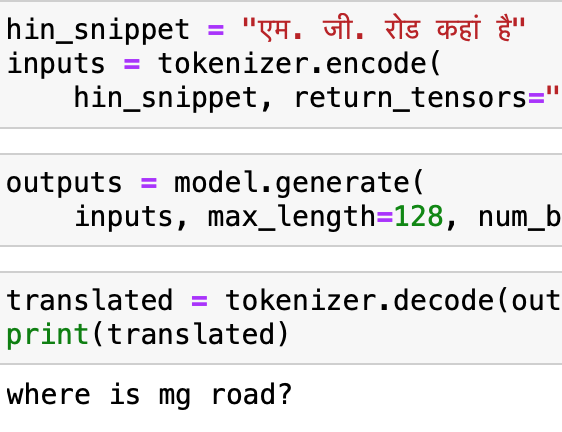 hin_snippet = "एम. जी. रोड कहां है"
inputs = tokenizer.encode(
    hin_snippet, return_tensors="
outputs = model.generate(
    inputs, max_length=128, num_b
translated = tokenizer.decode(out
print(translated)
where is mg road?